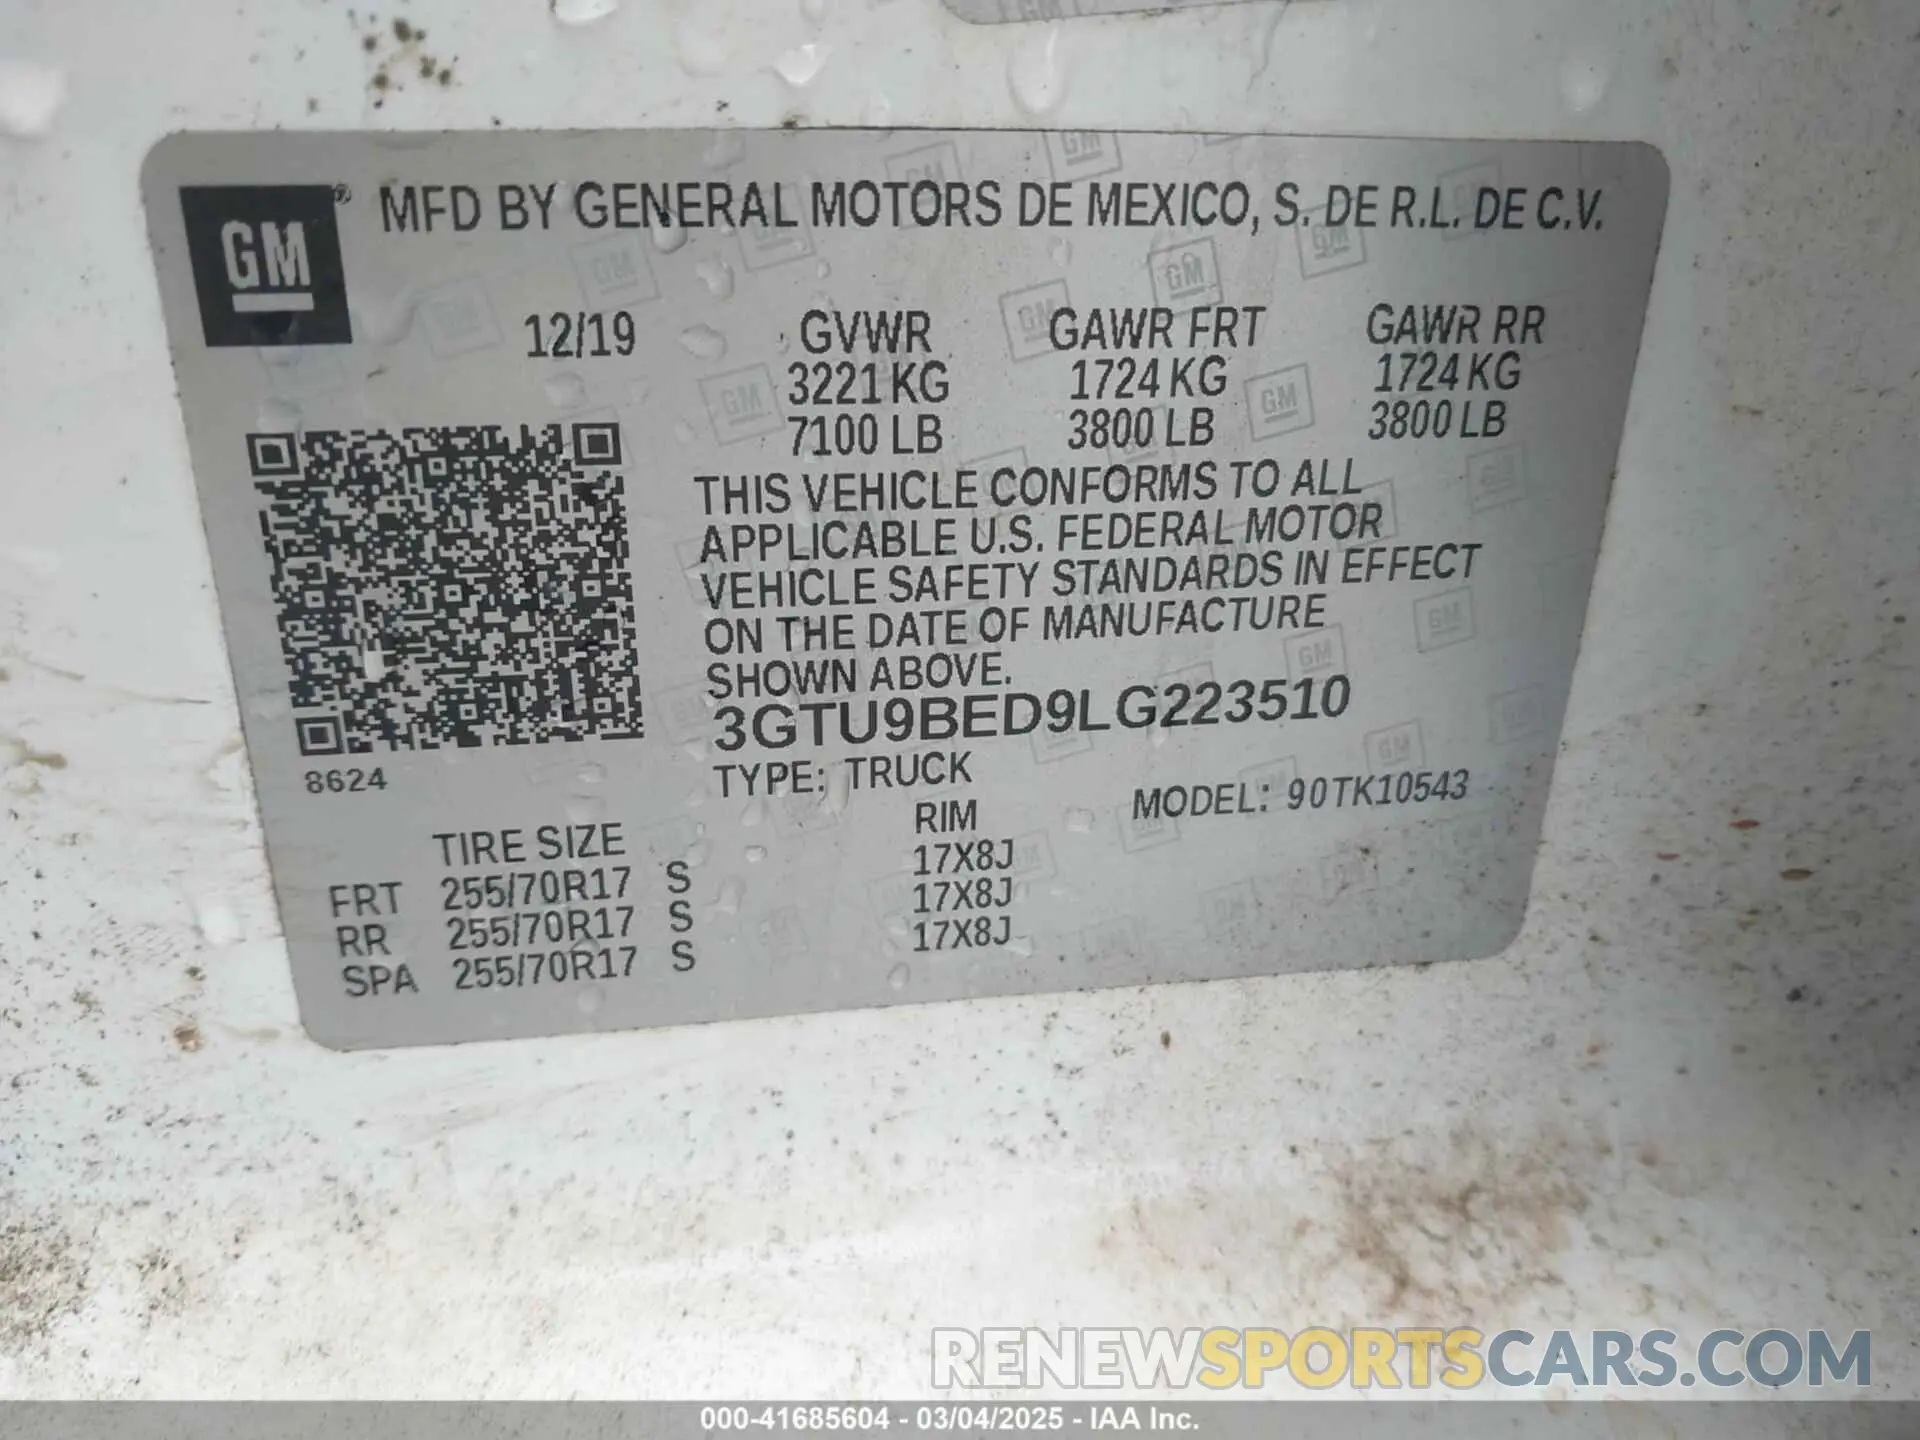 GM® MFD BY GENERAL MOTORS DE MEXICO, S. DE R.L. DE C.V.
12/19 GVWR GAWR FRT GAWR RR
3221 KG 1724 KG 1724 KG
7100 LB 3800 LB 3800 LB
THIS VEHICLE CONFORMS TO ALL
APPLICABLE U.S. FEDERAL MOTOR
VEHICLE SAFETY STANDARDS IN EFFECT
ON THE DATE OF MANUFACTURE
SHOWN ABOVE.
3GTU9BED9LG223510
8624 TYPE: TRUCK MODEL: 90TK10543
TIRE SIZE RIM
FRT 255/70R17 S 17X8J
RR 255/70R17 S 17X8J
SPA 255/70R17 S 17X8J
RENEWSPORTSCARS.COM
000-41685604 - 03/04/2025 - IAA Inc.